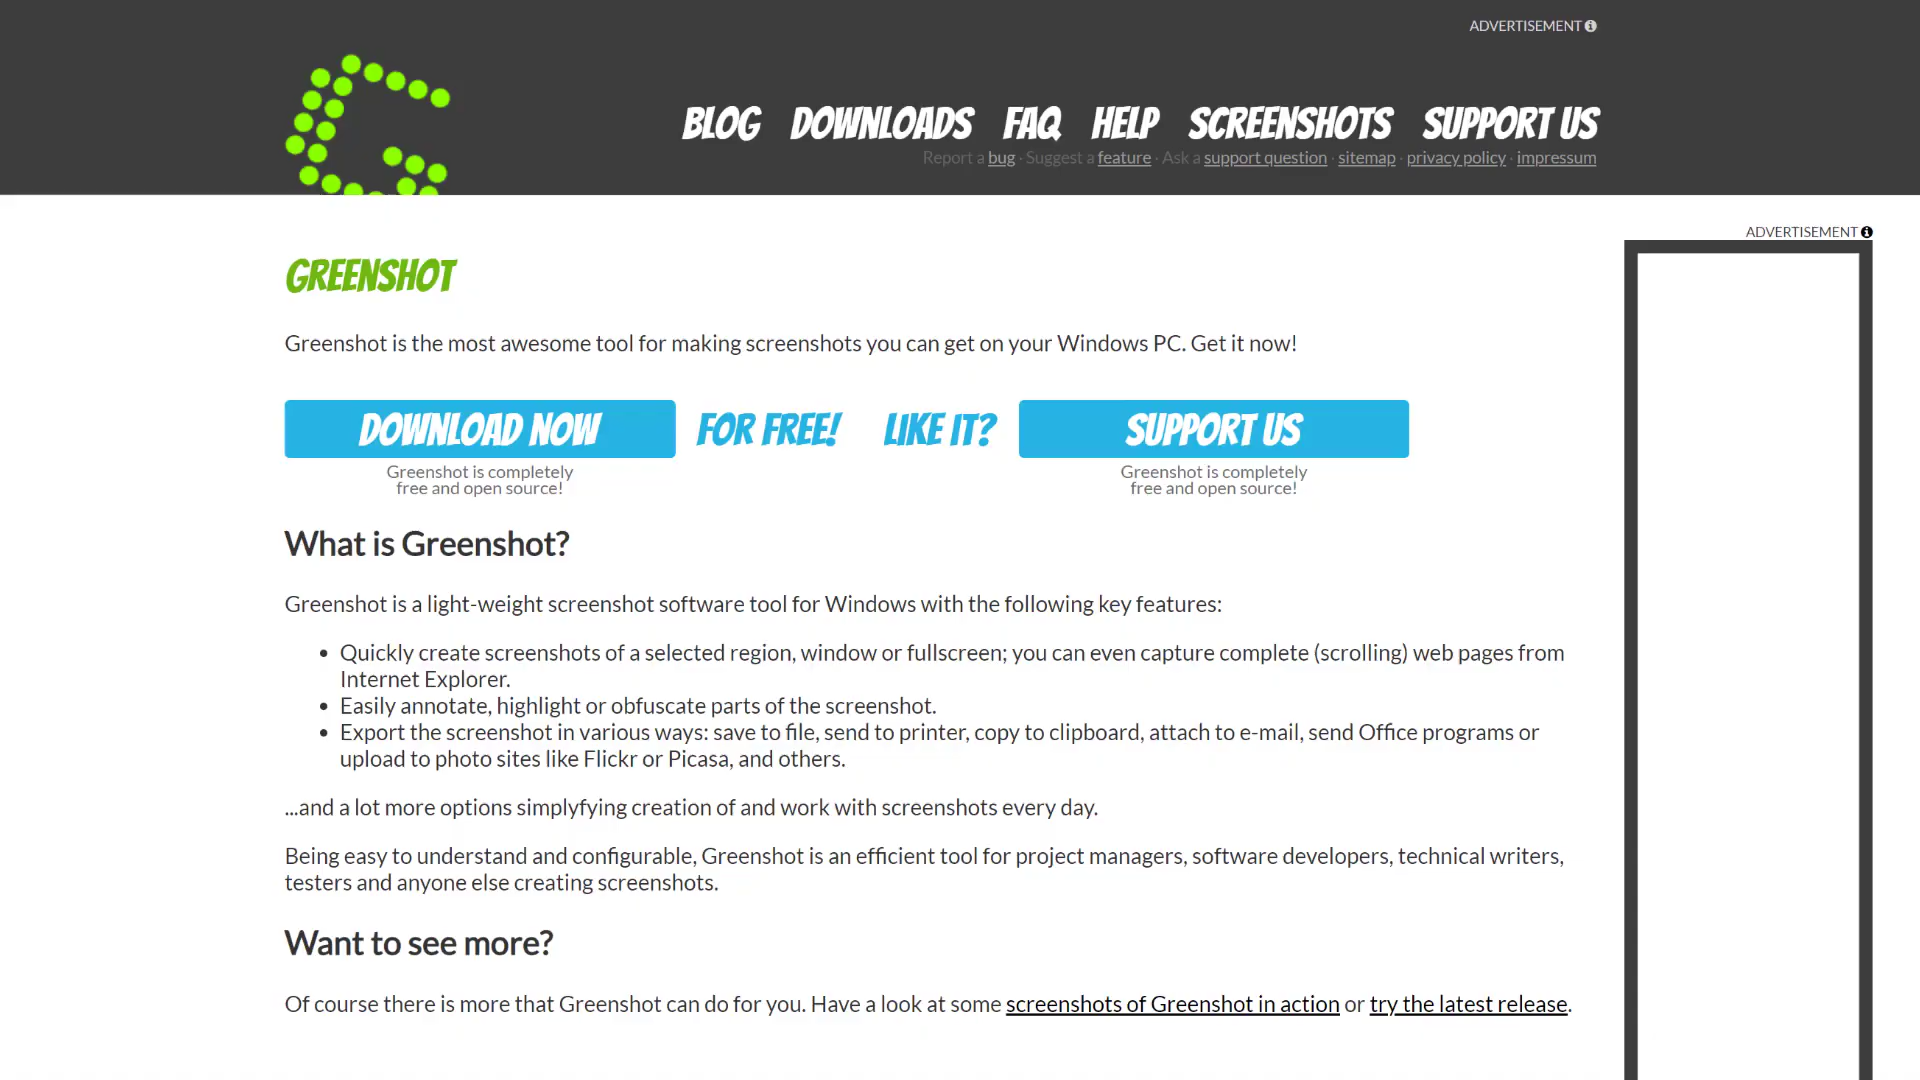 ADVERTISEMENT
BLOG DOWNLOADS FAQ HELP SCREENSHOTS SUPPORT US
Report a bug · Suggest a feature · Ask a support question · sitemap · privacy policy · impressum
ADVERTISEMENT
GREENSHOT
Greenshot is the most awesome tool for making screenshots you can get on your Windows PC. Get it now!
DOWNLOAD NOW FOR FREE! LIKE IT? SUPPORT US
Greenshot is completely
free and open source!
Greenshot is completely
free and open source!
What is Greenshot?
Greenshot is a light-weight screenshot software tool for Windows with the following key features:
• Quickly create screenshots of a selected region, window or fullscreen; you can even capture complete (scrolling) web pages from
Internet Explorer.
• Easily annotate, highlight or obfuscate parts of the screenshot.
• Export the screenshot in various ways: save to file, send to printer, copy to clipboard, attach to e-mail, send Office programs or
upload to photo sites like Flickr or Picasa, and others.
...and a lot more options simplyfying creation of and work with screenshots every day.
Being easy to understand and configurable, Greenshot is an efficient tool for project managers, software developers, technical writers,
testers and anyone else creating screenshots.
Want to see more?
Of course there is more that Greenshot can do for you. Have a look at some screenshots of Greenshot in action or try the latest release.